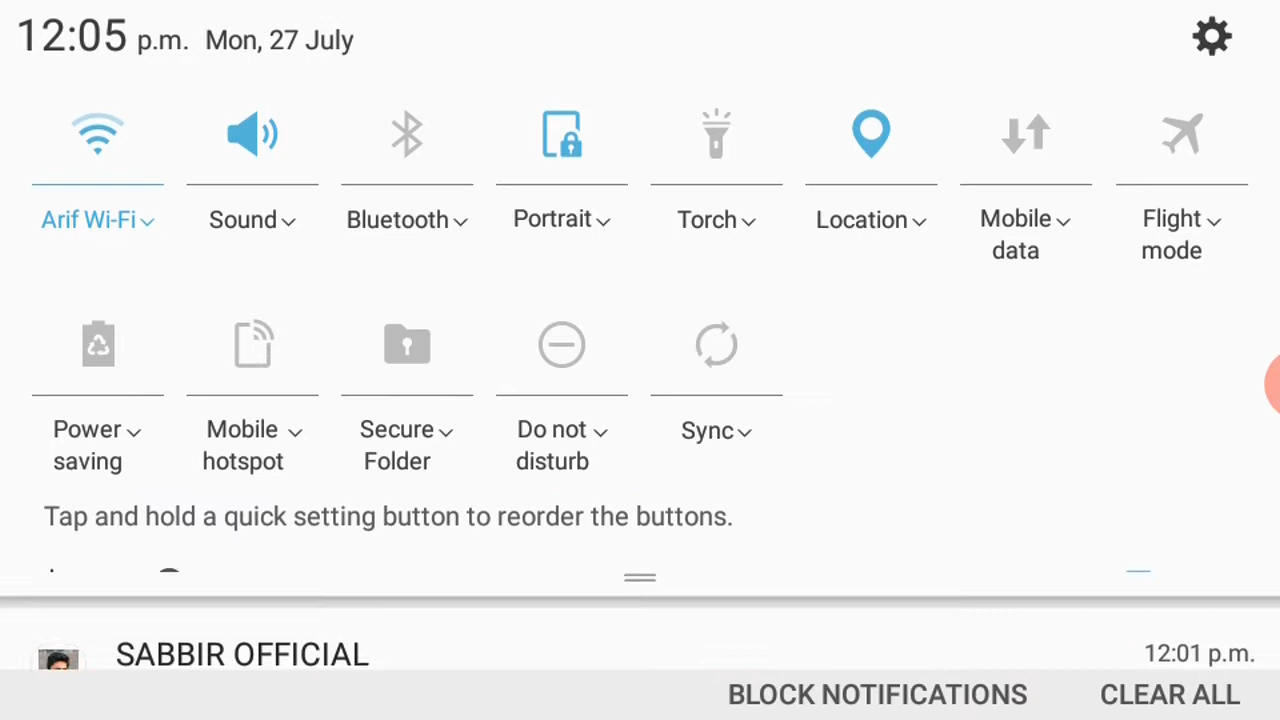 12:05 p.m. Mon, 27 July
Arif Wi-Fi Sound Bluetooth Portrait Torch Location Mobile data Flight mode
Power saving Mobile hotspot Secure Folder Do not disturb Sync
Tap and hold a quick setting button to reorder the buttons.
SABBIR OFFICIAL 12:01 p.m.
BLOCK NOTIFICATIONS CLEAR ALL